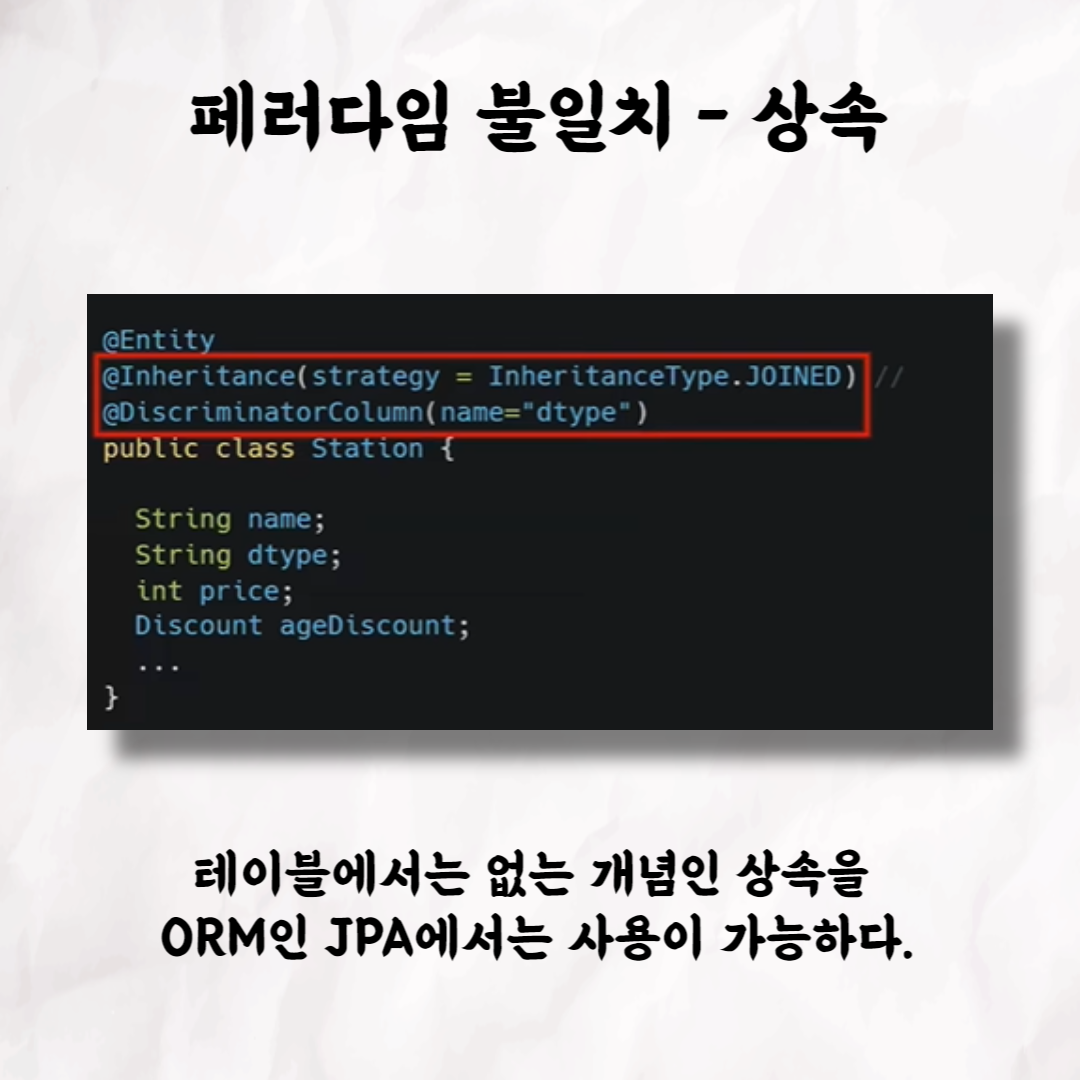 페러다임 불일치 - 상속
@Entity
@Inheritance(strategy = InheritanceType.JOINED) //
@DiscriminatorColumn(name="dtype")
public class Station {
String name;
String dtype;
int price;
Discount ageDiscount;
...
}
테이블에서는 없는 개념인 상속을
ORM인 JPA에서는 사용이 가능하다.